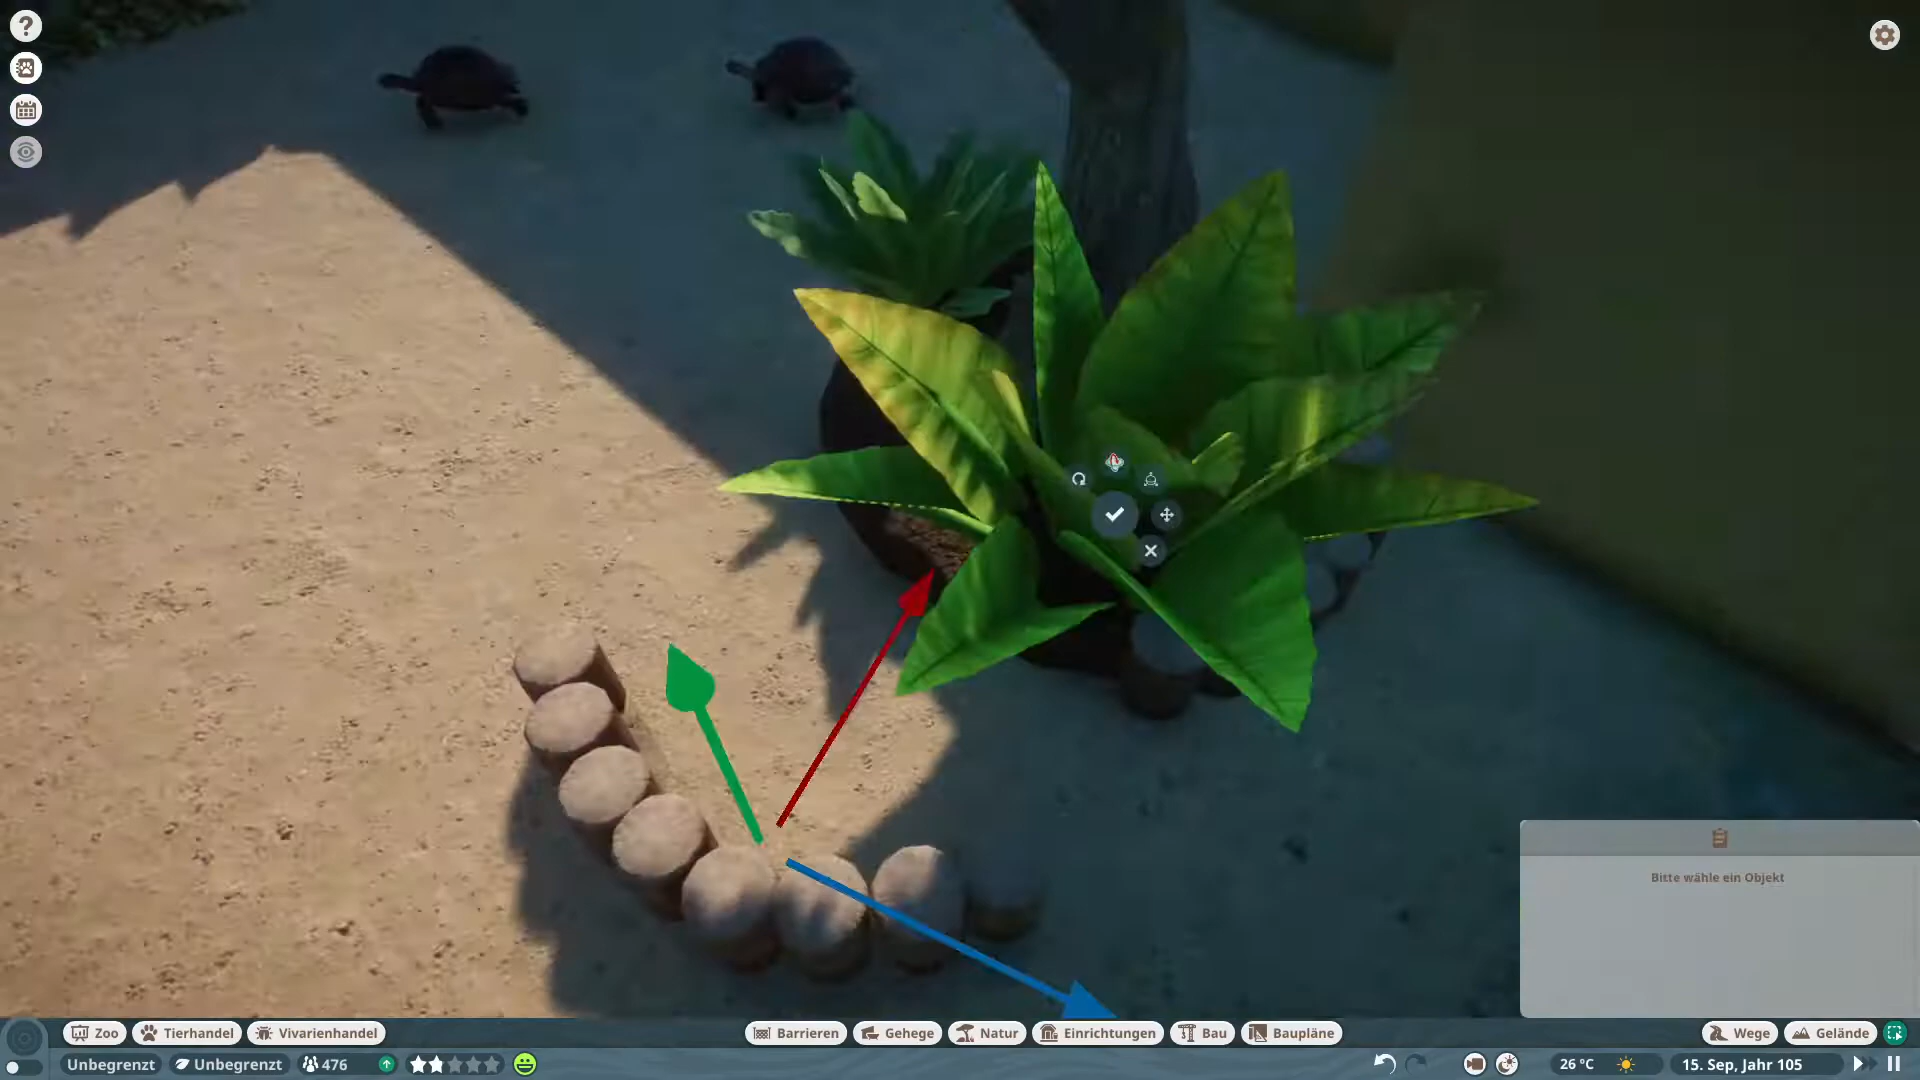 ?
Bitte wähle ein Objekt
Zoo
Tierhandel
Vivarienhandel
Barrieren
Gehege
Natur
Einrichtungen
Bau
Baupläne
Wege
Gelände
Unbegrenzt
Unbegrenzt
476
26 °C
15. Sep, Jahr 105